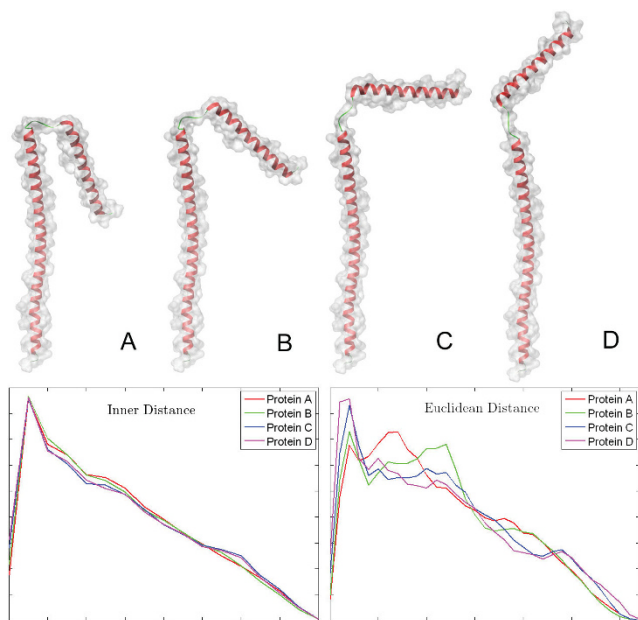 A
B
C
D
Inner Distance
Protein A
Protein B
Protein C
Protein D
Euclidean Distance
Protein A
Protein B
Protein C
Protein D